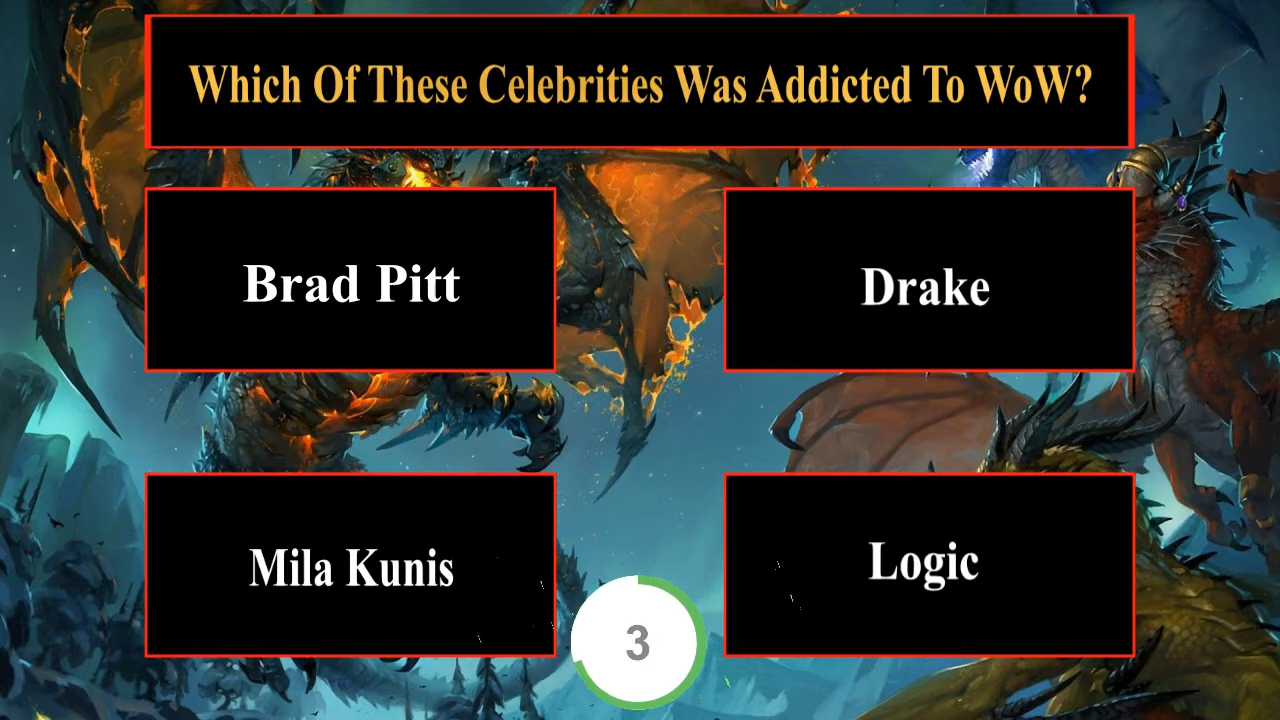 Which Of These Celebrities Was Addicted To WoW?
Brad Pitt
Drake
Mila Kunis
Logic
3